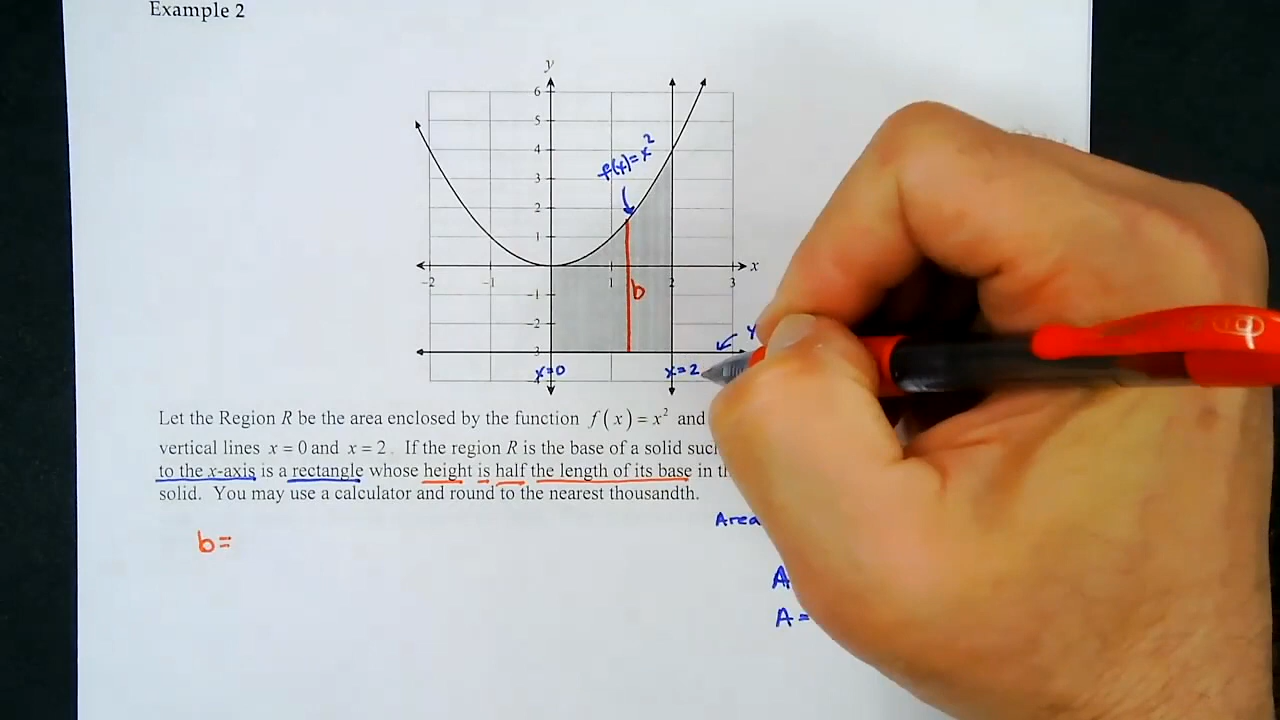 Example 2
y
6
5
4
3
2
1
f(x)=x²
-2 -1 1 2 3 x
-1
b
-2
y
3
x=0 x=2
Let the Region R be the area enclosed by the function f(x) = x² and
vertical lines x = 0 and x = 2. If the region R is the base of a solid
to the x-axis is a rectangle whose height is half the length of its base in
solid. You may use a calculator and round to the nearest thousandth.
Area
b=
A
A =